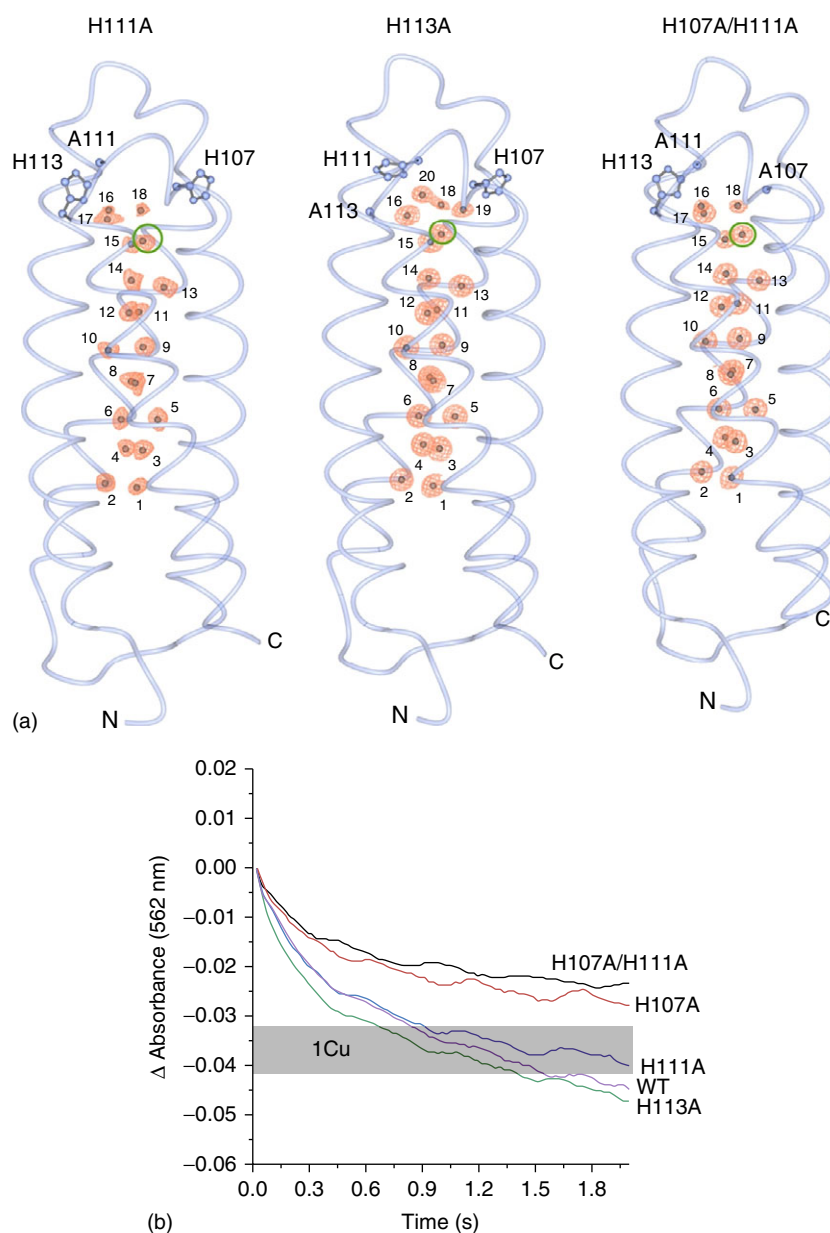 H111A
H113A
H107A/H111A
A111
H113
H107
16
18
17
15
14
13
12
11
10
9
8
7
6
5
4
3
2
1
C
N
H111
H107
A113
20
18
16
19
15
14
13
12
11
10
9
8
7
6
5
4
3
2
1
C
N
A111
H113
A107
16
18
17
15
14
13
12
11
10
9
7
8
6
5
4
3
2
1
C
N
(a)
0.02
0.01
0.00
−0.01
−0.02
−0.03
−0.04
−0.05
−0.06
Δ Absorbance (562 nm)
H107A/H111A
H107A
1Cu
H111A
WT
H113A
0.0
0.3
0.6
0.9
1.2
1.5
1.8
Time (s)
(b)